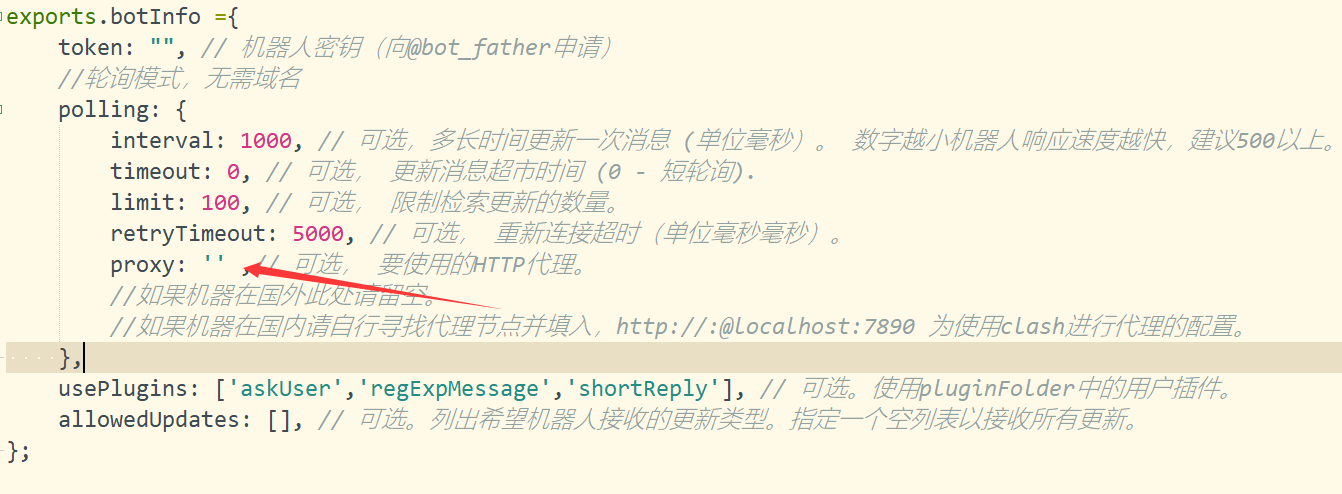 exports.botInfo ={
token: "", // 机器人密钥（向@bot_father申请）
//轮询模式，无需域名
polling: {
interval: 1000, // 可选，多长时间更新一次消息 (单位毫秒）。 数字越小机器人响应速度越快，建议500以上。
timeout: 0, // 可选， 更新消息超市时间 (0 - 短轮询).
limit: 100, // 可选， 限制检索更新的数量。
retryTimeout: 5000, // 可选， 重新连接超时（单位毫秒毫秒）。
proxy: '' ,// 可选， 要使用的HTTP代理。
//如果机器在国外此处请留空。
//如果机器在国内请自行寻找代理节点并填入，http://:@localhost:7890 为使用clash进行代理的配置。
},
usePlugins: ['askUser','regExpMessage','shortReply'], // 可选。使用pluginFolder中的用户插件。
allowedUpdates: [], // 可选。列出希望机器人接收的更新类型。指定一个空列表以接收所有更新。
};